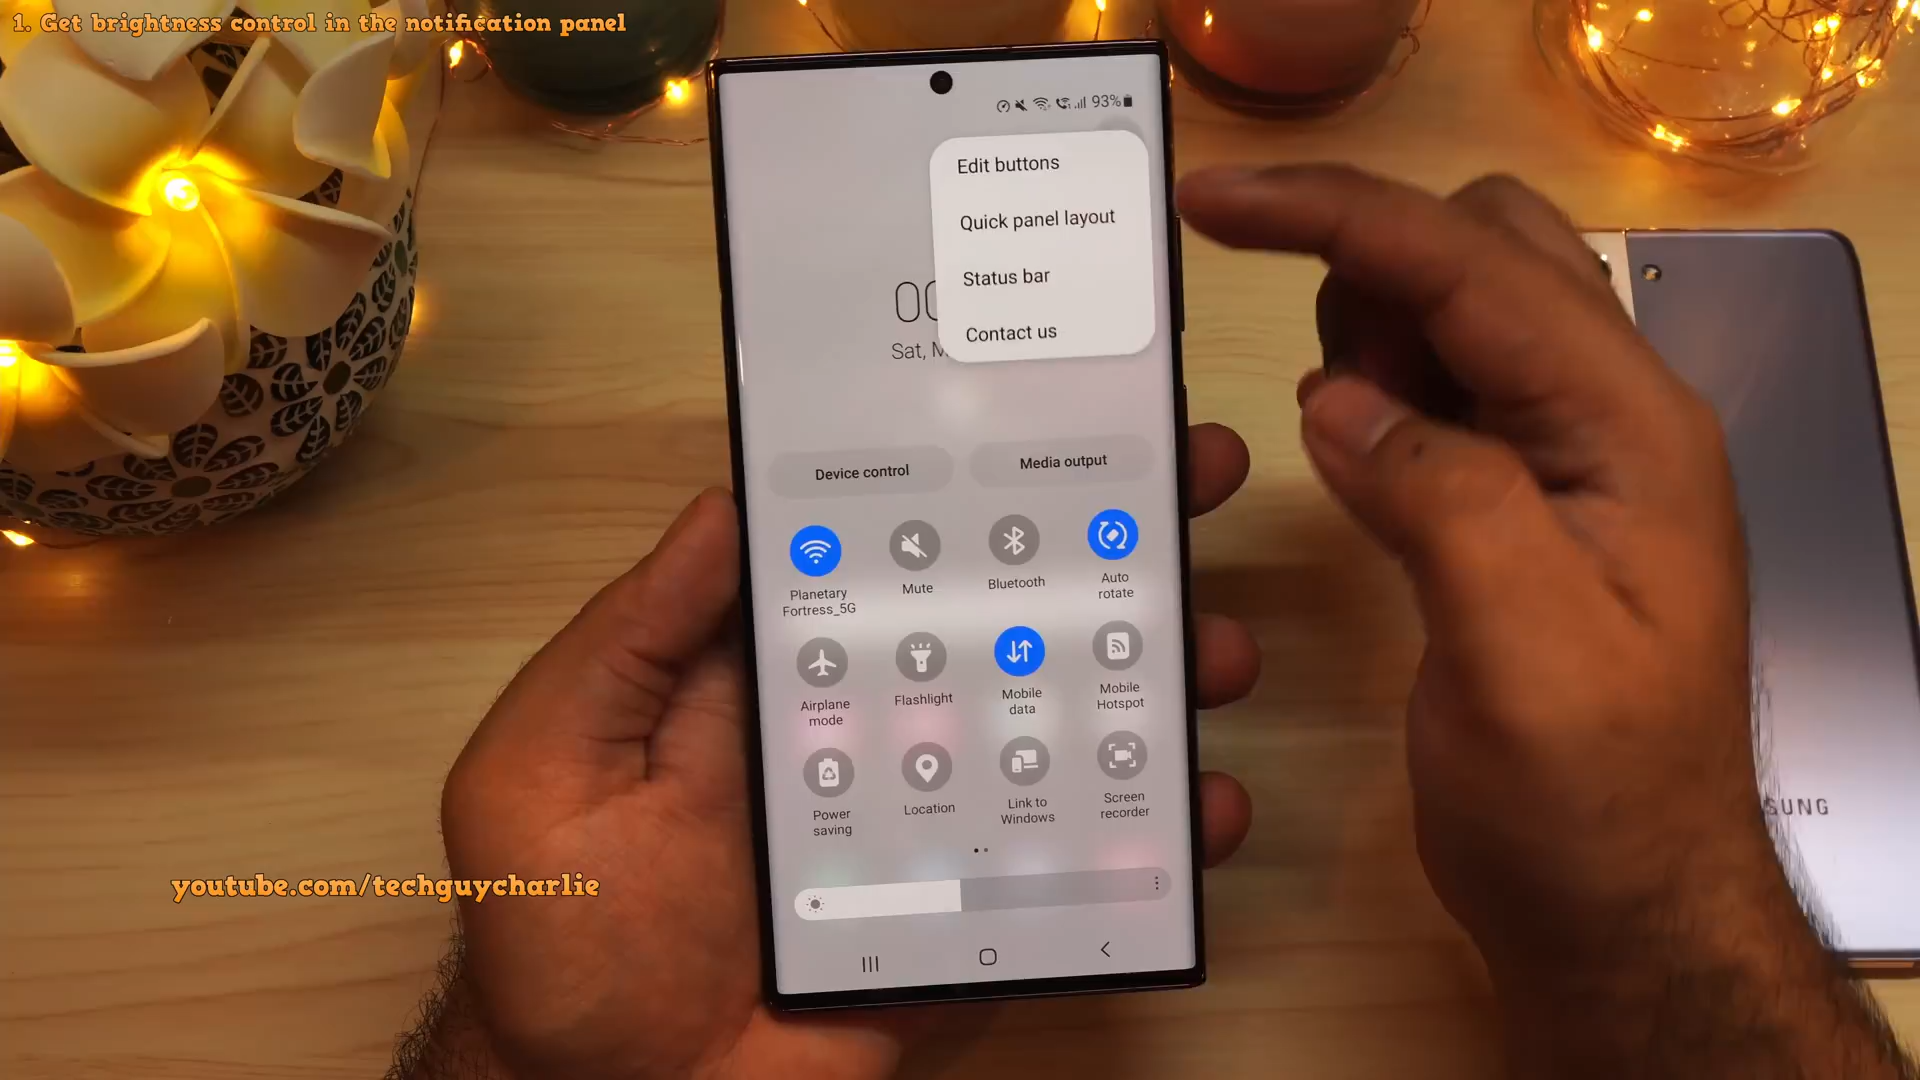 1. Get brightness control in the notification panel
93%
Edit buttons
Quick panel layout
Status bar
Contact us
Sat,
Device control
Media output
Planetary
Fortress_5G
Mute
Bluetooth
Auto
rotate
Airplane
mode
Flashlight
Mobile
data
Mobile
Hotspot
Power
saving
Location
Link to
Windows
Screen
recorder
youtube.com/techguycharlie
SUNG